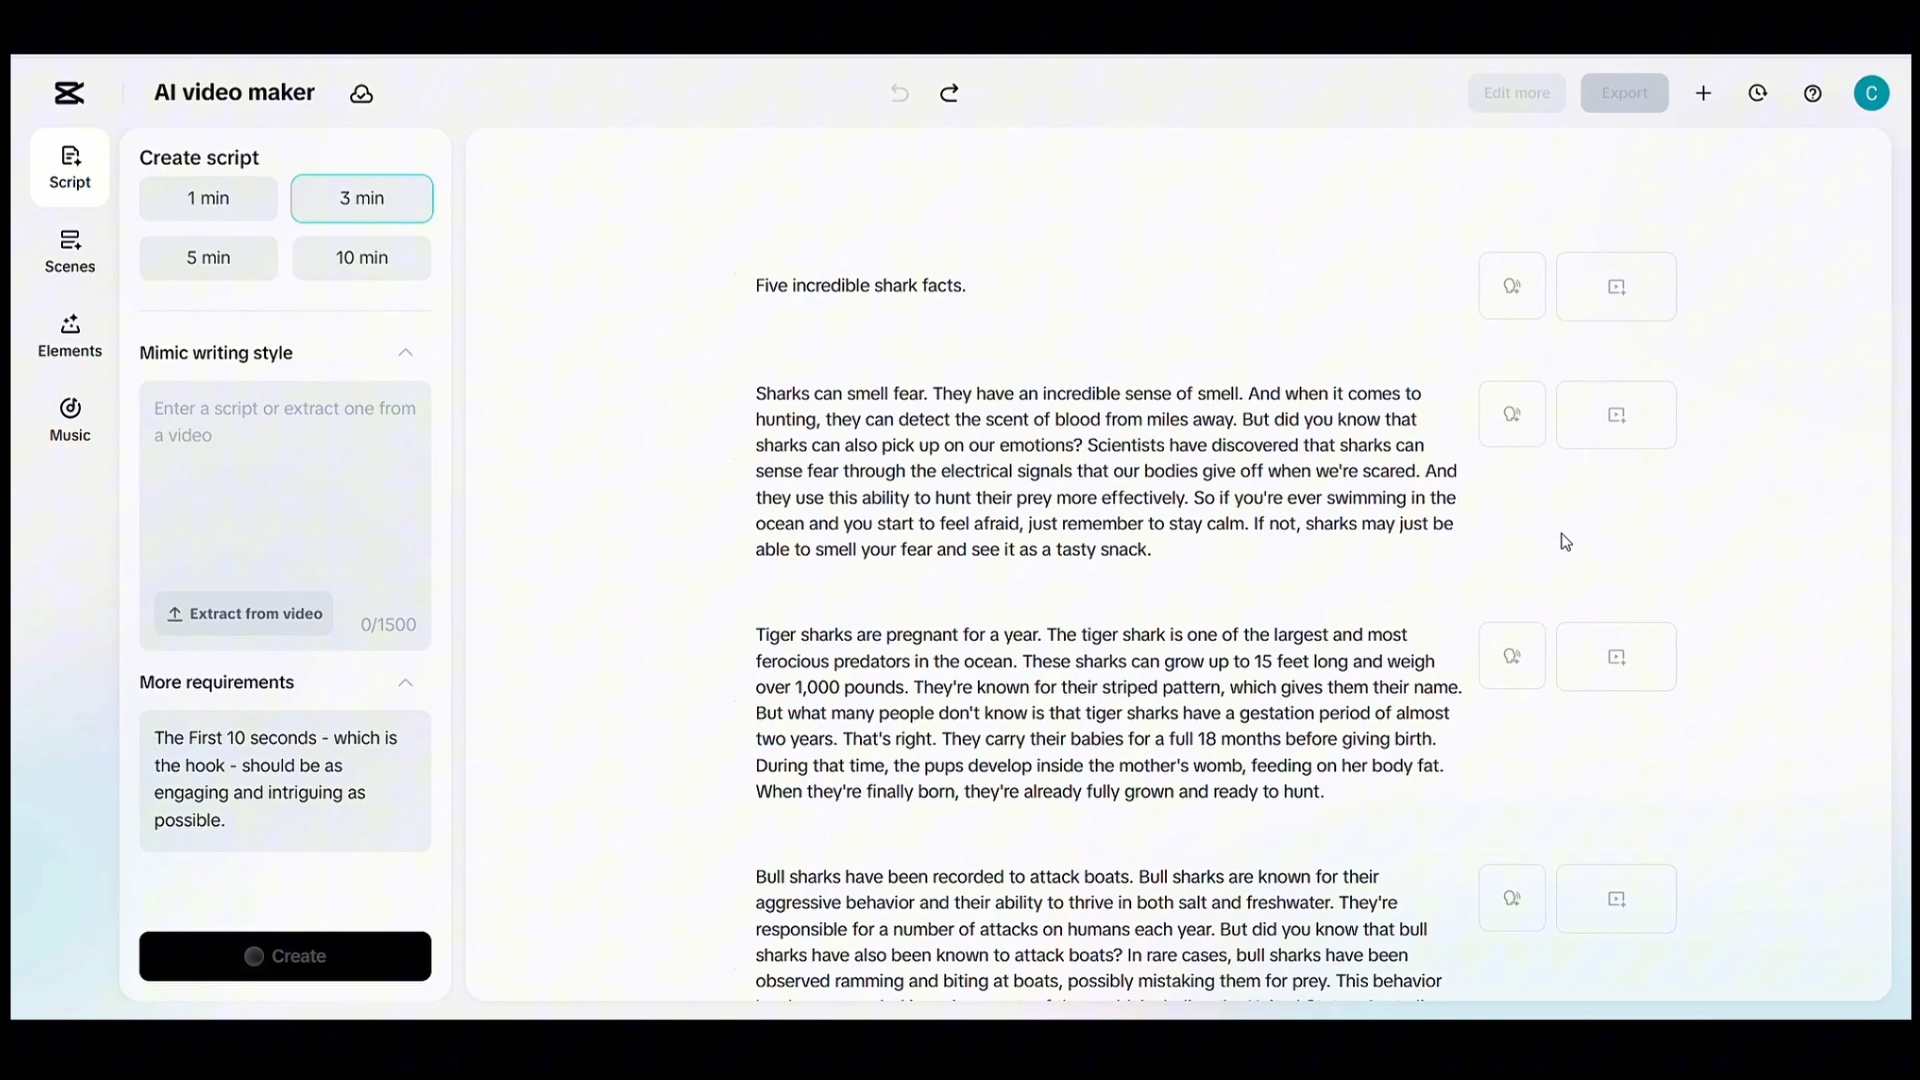 AI video maker
Edit more
Export
C
Script
Scenes
Elements
Music
Create script
1 min
3 min
5 min
10 min
Mimic writing style
Enter a script or extract one from
a video
Extract from video
0/1500
More requirements
The First 10 seconds - which is
the hook - should be as
engaging and intriguing as
possible.
Create
Five incredible shark facts.
Sharks can smell fear. They have an incredible sense of smell. And when it comes to
hunting, they can detect the scent of blood from miles away. But did you know that
sharks can also pick up on our emotions? Scientists have discovered that sharks can
sense fear through the electrical signals that our bodies give off when we're scared. And
they use this ability to hunt their prey more effectively. So if you're ever swimming in the
ocean and you start to feel afraid, just remember to stay calm. If not, sharks may just be
able to smell your fear and see it as a tasty snack.
Tiger sharks are pregnant for a year. The tiger shark is one of the largest and most
ferocious predators in the ocean. These sharks can grow up to 15 feet long and weigh
over 1,000 pounds. They're known for their striped pattern, which gives them their name.
But what many people don't know is that tiger sharks have a gestation period of almost
two years. That's right. They carry their babies for a full 18 months before giving birth.
During that time, the pups develop inside the mother's womb, feeding on her body fat.
When they're finally born, they're already fully grown and ready to hunt.
Bull sharks have been recorded to attack boats. Bull sharks are known for their
aggressive behavior and their ability to thrive in both salt and freshwater. They're
responsible for a number of attacks on humans each year. But did you know that bull
sharks have also been known to attack boats? In rare cases, bull sharks have been
observed ramming and biting at boats, possibly mistaking them for prey. This behavior